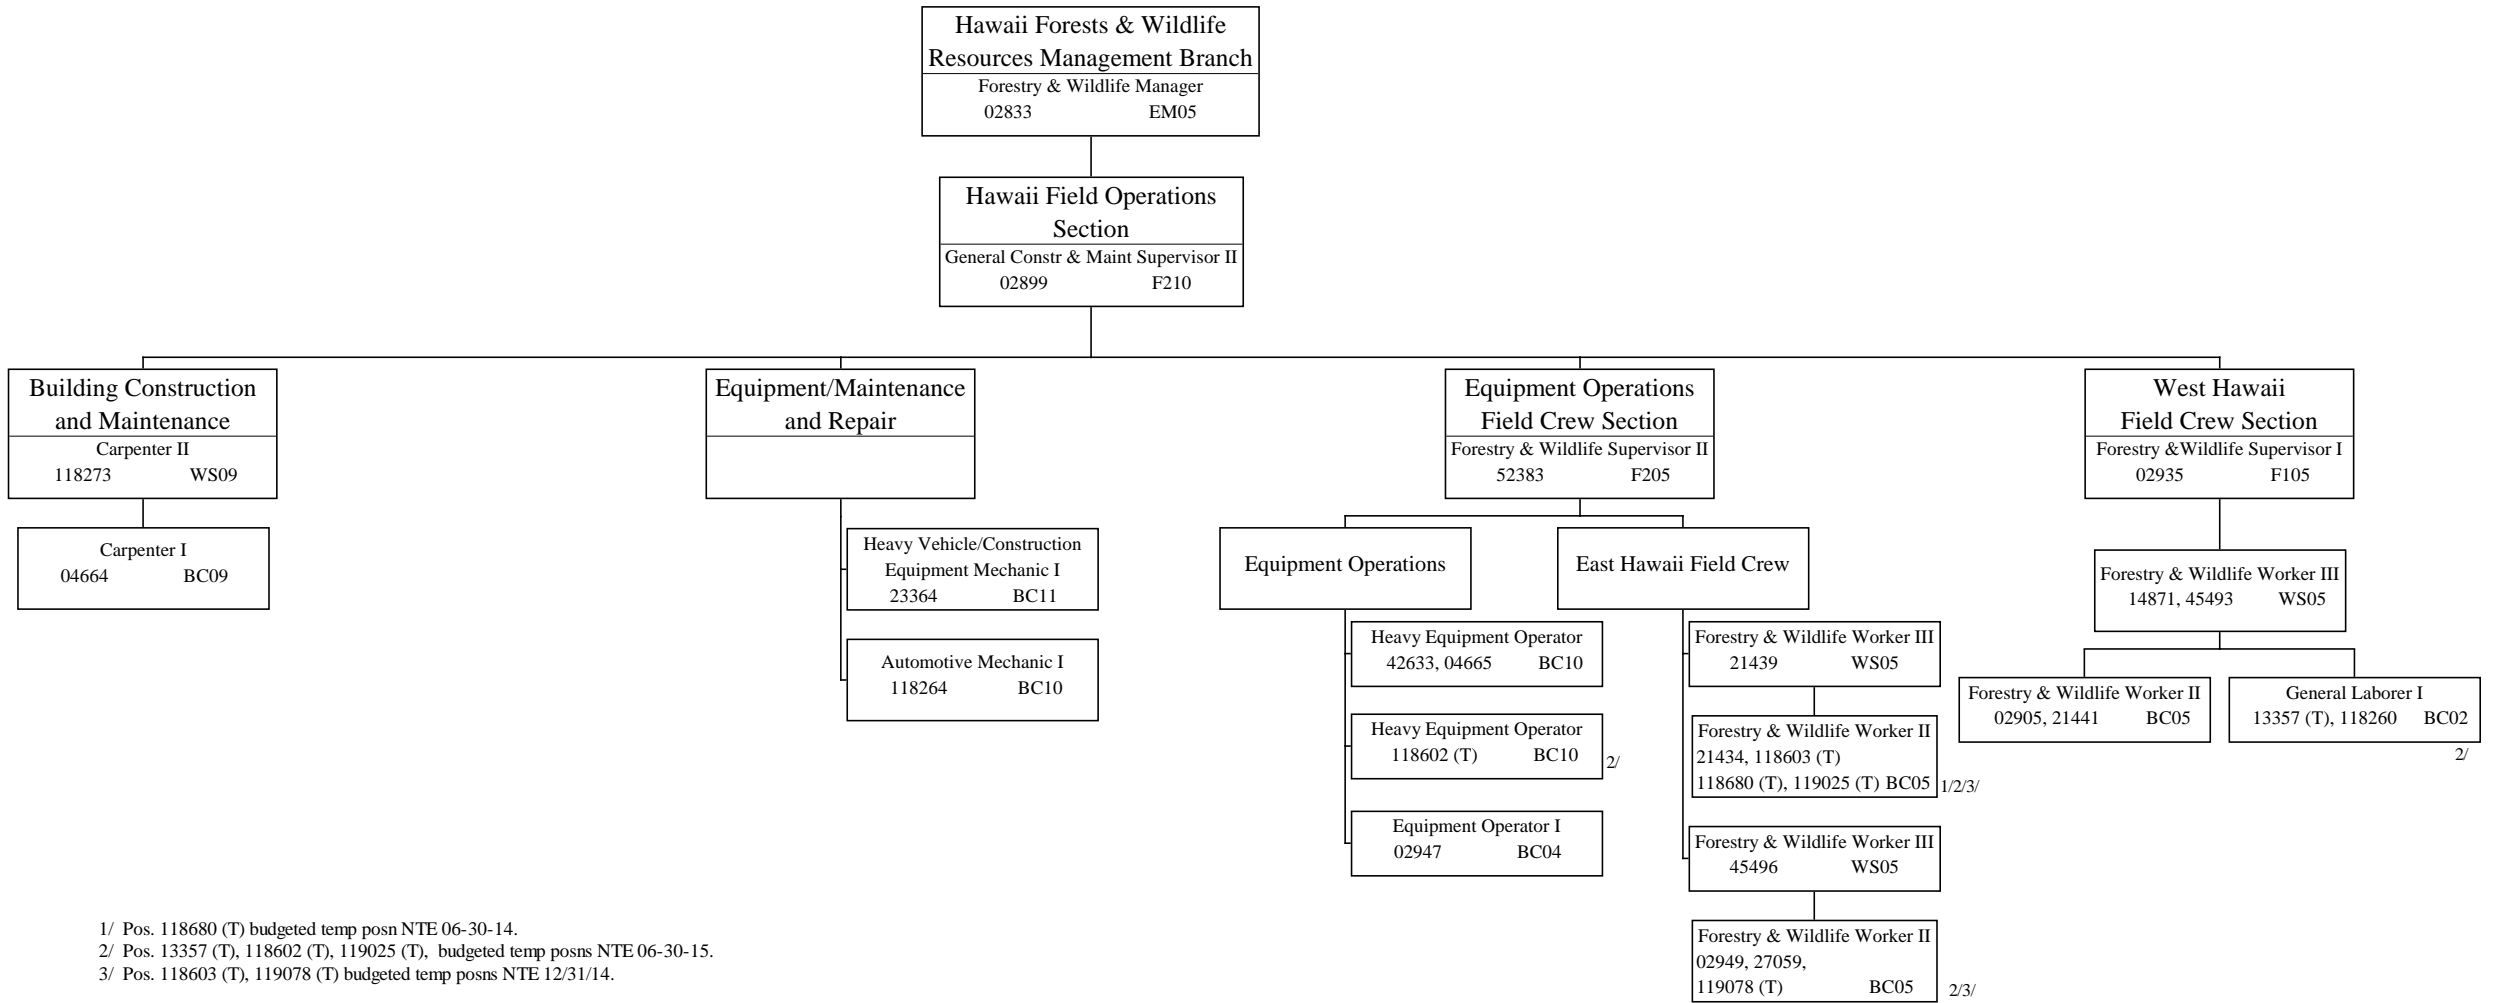 Hawaii Forests & Wildlife
Resources Management Branch
Forestry & Wildlife Manager
02833 EM05
Hawaii Field Operations
Section
General Constr & Maint Supervisor II
02899 F210
Building Construction
and Maintenance
Carpenter II
118273 WS09
Carpenter I
04664 BC09
Equipment/Maintenance
and Repair
Heavy Vehicle/Construction
Equipment Mechanic I
23364 BC11
Automotive Mechanic I
118264 BC10
Equipment Operations
Field Crew Section
Forestry & Wildlife Supervisor II
52383 F205
Equipment Operations
Heavy Equipment Operator
42633, 04665 BC10
Heavy Equipment Operator
118602 (T) BC10
2/
Equipment Operator I
02947 BC04
East Hawaii Field Crew
Forestry & Wildlife Worker III
21439 WS05
Forestry & Wildlife Worker II
21434, 118603 (T)
118680 (T), 119025 (T) BC05
1/2/3/
Forestry & Wildlife Worker III
45496 WS05
Forestry & Wildlife Worker II
02949, 27059,
119078 (T) BC05
2/3/
West Hawaii
Field Crew Section
Forestry &Wildlife Supervisor I
02935 F105
Forestry & Wildlife Worker III
14871, 45493 WS05
Forestry & Wildlife Worker II
02905, 21441 BC05
General Laborer I
13357 (T), 118260 BC02
2/
1/ Pos. 118680 (T) budgeted temp posn NTE 06-30-14.
2/ Pos. 13357 (T), 118602 (T), 119025 (T), budgeted temp posns NTE 06-30-15.
3/ Pos. 118603 (T), 119078 (T) budgeted temp posns NTE 12/31/14.